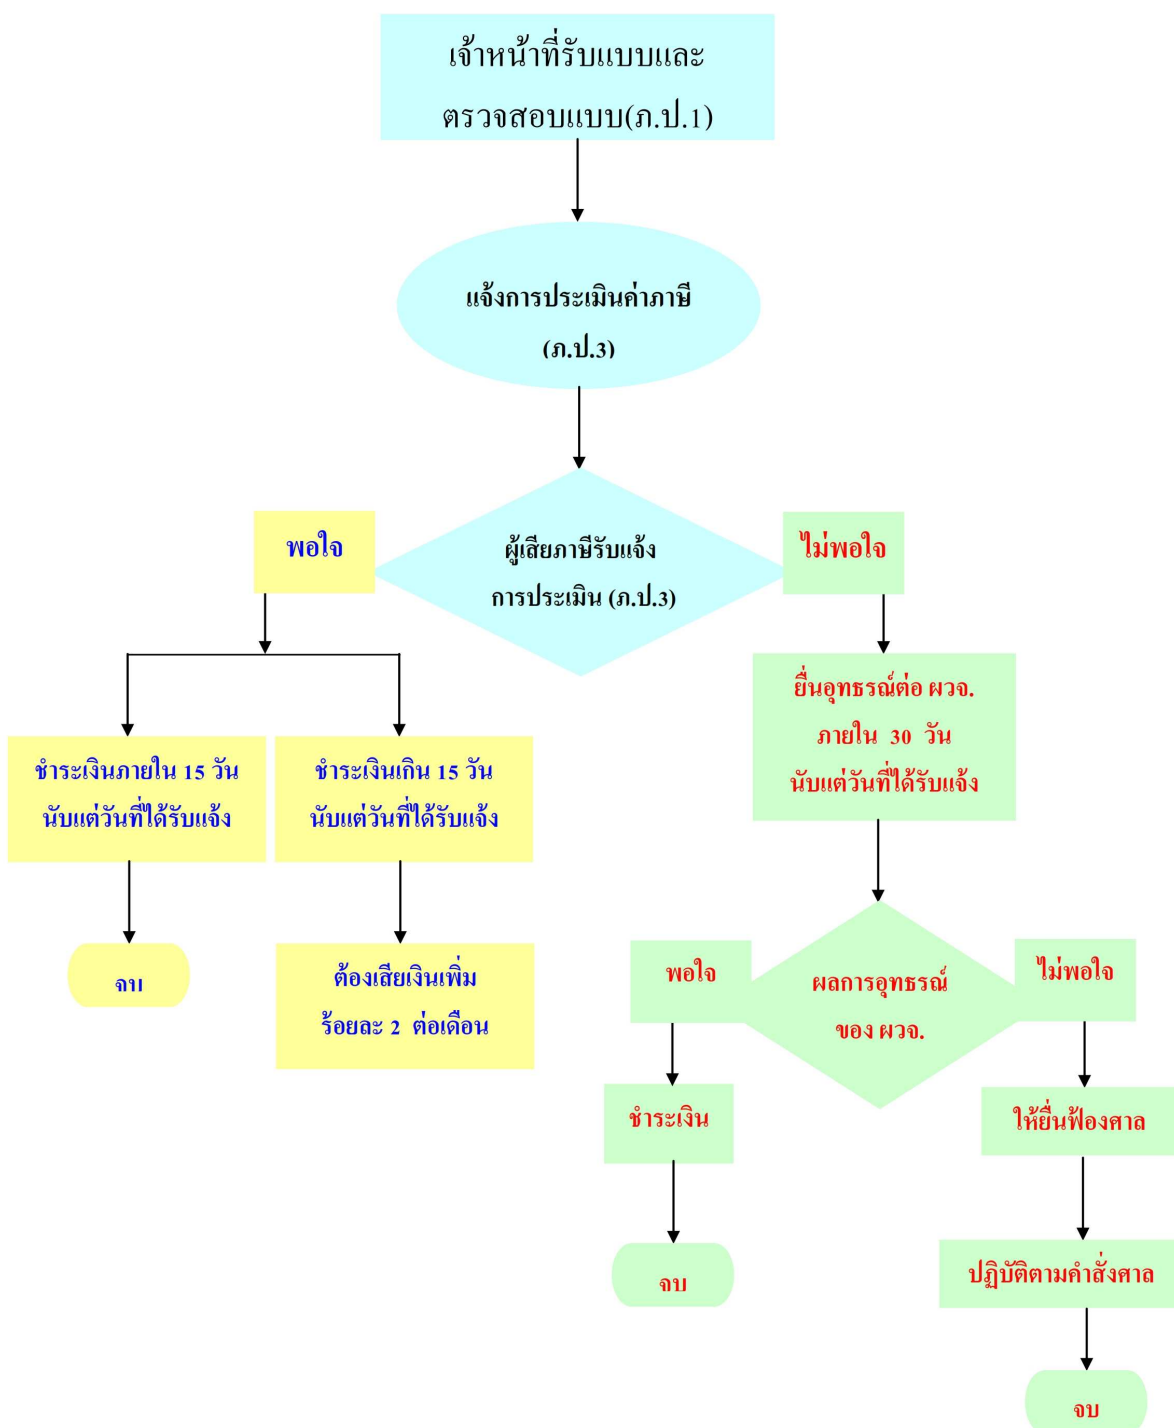 เจ้าหน้าที่รับแบบและ
ตรวจสอบแบบ(ภ.ป.1)
แจ้งการประเมินค่าภาษี
(ภ.ป.3)
พอใจ
ผู้เสียภาษีรับแจ้ง
การประเมิน (ภ.ป.3)
ไม่พอใจ
ชำระเงินภายใน 15 วัน
นับแต่วันที่ได้รับแจ้ง
ชำระเงินเกิน 15 วัน
นับแต่วันที่ได้รับแจ้ง
ยื่นอุทธรณ์ต่อ ผวจ.
ภายใน 30 วัน
นับแต่วันที่ได้รับแจ้ง
จบ
ต้องเสียเงินเพิ่ม
ร้อยละ 2 ต่อเดือน
พอใจ
ผลการอุทธรณ์
ของ ผวจ.
ไม่พอใจ
ชำระเงิน
ให้ยื่นฟ้องศาล
จบ
ปฏิบัติตามคำสั่งศาล
จบ